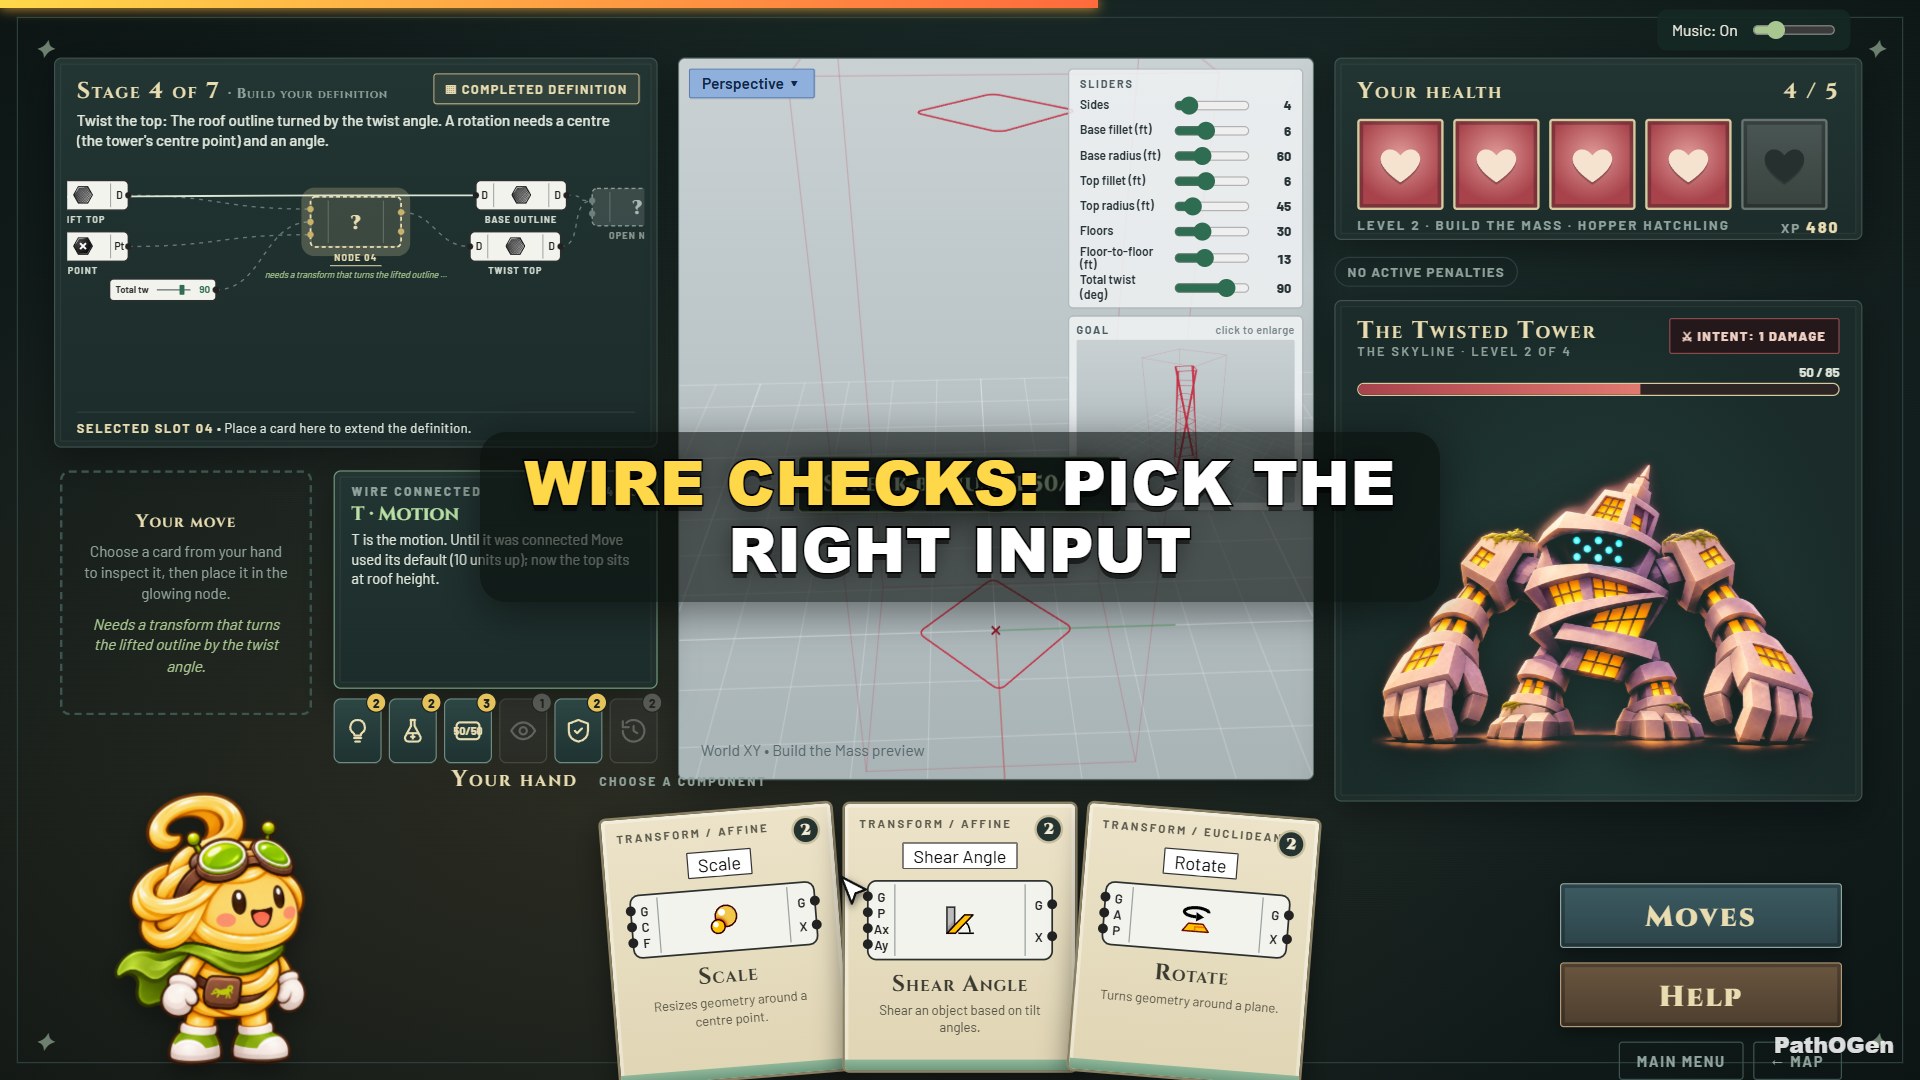 Music: On
STAGE 4 OF 7 · BUILD YOUR DEFINITION
COMPLETED DEFINITION
Twist the top: The roof outline turned by the twist angle. A rotation needs a centre
(the tower's centre point) and an angle.
D
IFT TOP
Pt
POINT
Total tw 90
?
NODE 04
needs a transform that turns the lifted outline ...
D D
BASE OUTLINE
D D
TWIST TOP
?
OPEN N
SELECTED SLOT 04 • Place a card here to extend the definition.
YOUR MOVE
Choose a card from your hand
to inspect it, then place it in the
glowing node.
Needs a transform that turns
the lifted outline by the twist
angle.
WIRE CONNECTED
T · MOTION
T is the motion. Until it was connected Move
used its default (10 units up); now the top sits
at roof height.
2
2
3
1
2
2
50/50
YOUR HAND CHOOSE A COMPONENT
Perspective ▼
SLIDERS
Sides 4
Base fillet (ft) 6
Base radius (ft) 60
Top fillet (ft) 6
Top radius (ft) 45
Floors 30
Floor-to-floor
(ft) 13
Total twist
(deg) 90
GOAL click to enlarge
WIRE CHECKS: PICK THE
RIGHT INPUT
World XY • Build the Mass preview
YOUR HEALTH 4 / 5
LEVEL 2 · BUILD THE MASS · HOPPER HATCHLING XP 480
NO ACTIVE PENALTIES
THE TWISTED TOWER
THE SKYLINE · LEVEL 2 OF 4
INTENT: 1 DAMAGE
50 / 85
TRANSFORM / AFFINE 2
Scale
G
C
F
G
X
SCALE
Resizes geometry around a
centre point.
TRANSFORM / AFFINE 2
Shear Angle
G
P
Ax
Ay
G
X
SHEAR ANGLE
Shear an object based on tilt
angles.
TRANSFORM / EUCLIDEAN 2
Rotate
G
A
P
G
X
ROTATE
Turns geometry around a plane.
MOVES
HELP
MAIN MENU
← MAP
PathOGen